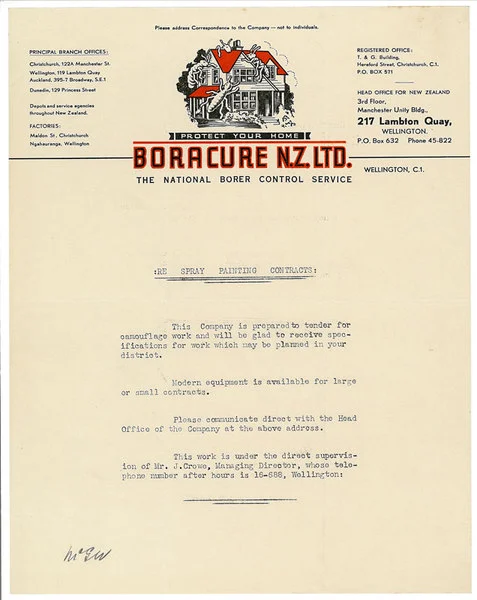 Please address Correspondence to the Company — not to individuals.
PRINCIPAL BRANCH OFFICES:
Christchurch, 122A Manchester St.
Wellington, 119 Lambton Quay
Auckland, 395-7 Broadway, S.E.1
Dunedin, 129 Princess Street
Depots and service agencies
throughout New Zealand.
FACTORIES:
Maldon St., Christchurch
Ngahauranga, Wellington
REGISTERED OFFICE:
T. & G. Building,
Hereford Street, Christchurch, C.1.
P.O. BOX 571
HEAD OFFICE FOR NEW ZEALAND
3rd Floor,
Manchester Unity Bldg.,
217 Lambton Quay,
WELLINGTON.
P.O. Box 632 Phone 45-822
PROTECT YOUR HOME
BORACURE N.Z. LTD.
THE NATIONAL BORER CONTROL SERVICE
WELLINGTON, C.1.
:RE SPRAY PAINTING CONTRACTS:
This Company is prepared to tender for
camouflage work and will be glad to receive spec-
ifications for work which may be planned in your
district.
Modern equipment is available for large
or small contracts.
Please communicate direct with the Head
Office of the Company at the above address.
This work is under the direct supervis-
ion of Mr. J.Crowe, Managing Director, whose tele-
phone number after hours is 16-688, Wellington: